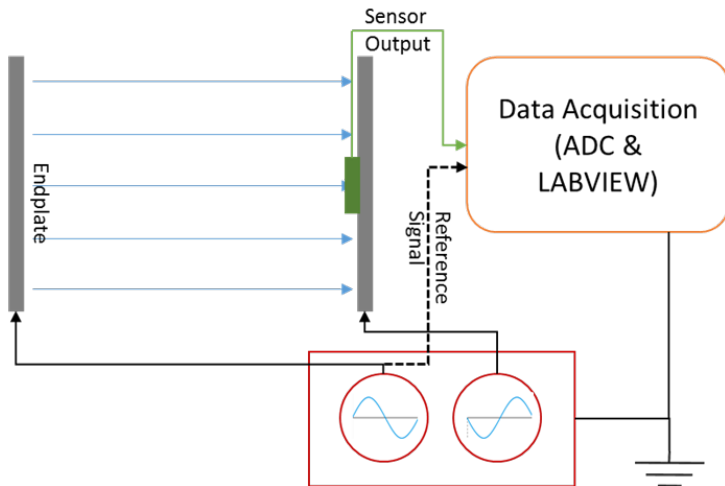 Sensor
Output
Data Acquisition
(ADC &
LABVIEW)
Endplate
Reference
Signal